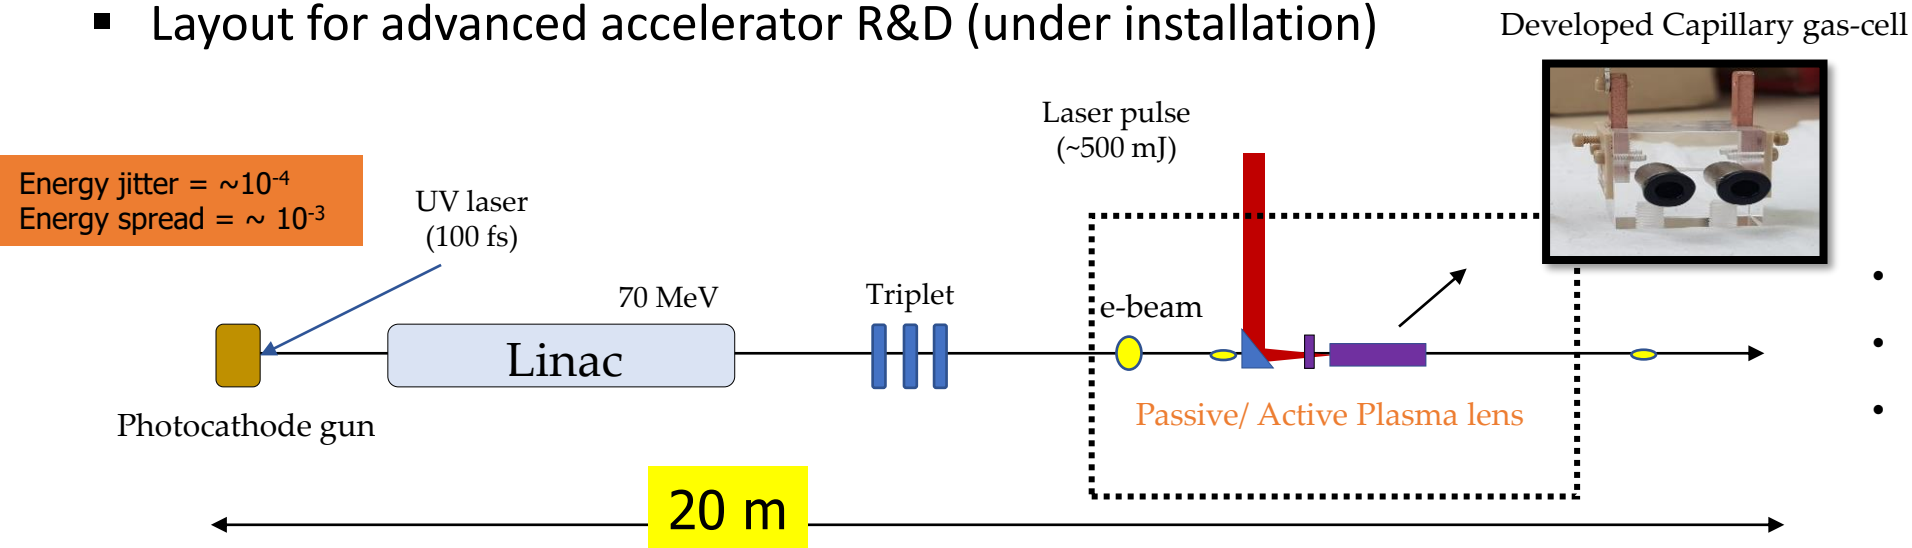 ▪ Layout for advanced accelerator R&D (under installation)
Developed Capillary gas-cell
Laser pulse
(~500 mJ)
Energy jitter = ~10⁻⁴
Energy spread = ~ 10⁻³
UV laser
(100 fs)
70 MeV
Triplet
e-beam
Linac
Photocathode gun
Passive/ Active Plasma lens
20 m
•
•
•